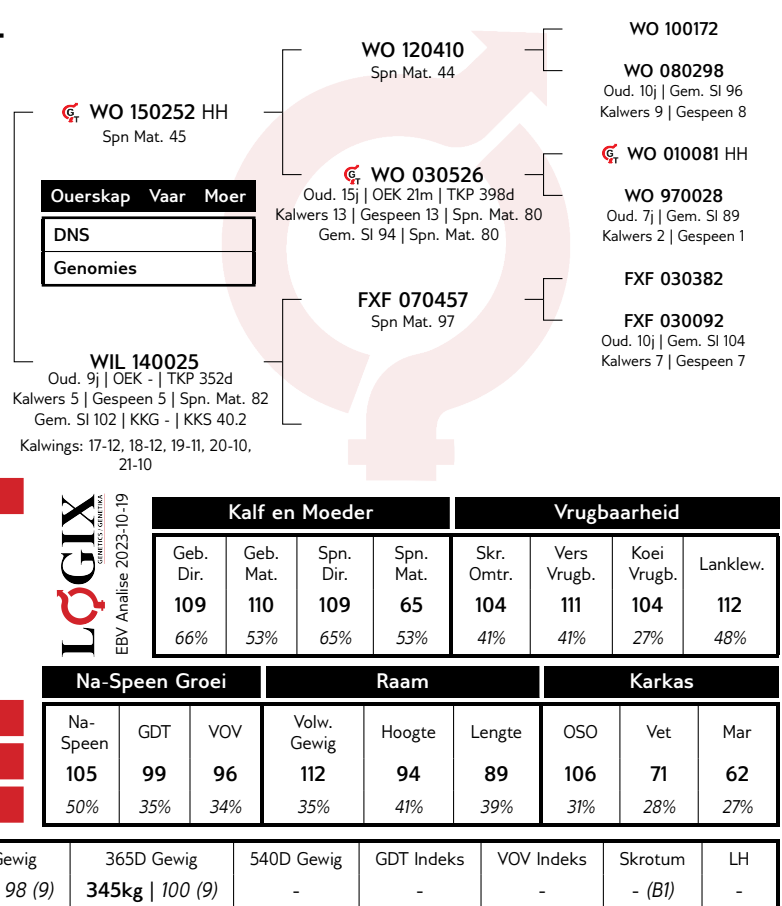 WO 100172
WO 120410
Spn Mat. 44
WO 080298
Oud. 10j | Gem. SI 96
Kalwers 9 | Gespeen 8
GT WO 150252 HH
Spn Mat. 45
GT WO 010081 HH
GT WO 030526
Oud. 15j | OEK 21m | TKP 398d
Kalwers 13 | Gespeen 13 | Spn. Mat. 80
Gem. SI 94 | Spn. Mat. 80
WO 970028
Oud. 7j | Gem. SI 89
Kalwers 2 | Gespeen 1
Ouerskap Vaar Moer
DNS
Genomies
FXF 030382
FXF 070457
Spn Mat. 97
FXF 030092
Oud. 10j | Gem. SI 104
Kalwers 7 | Gespeen 7
WIL 140025
Oud. 9j | OEK - | TKP 352d
Kalwers 5 | Gespeen 5 | Spn. Mat. 82
Gem. SI 102 | KKG - | KKS 40.2
Kalwings: 17-12, 18-12, 19-11, 20-10,
21-10
LOGIX
GENETICS / GENETIKA
EBV Analise 2023-10-19
Kalf en Moeder Vrugbaarheid
Geb. Dir. Geb. Mat. Spn. Dir. Spn. Mat. Skr. Omtr. Vers Vrugb. Koei Vrugb. Lanklew.
109 110 109 65 104 111 104 112
66% 53% 65% 53% 41% 41% 27% 48%
Na-Speen Groei Raam Karkas
Na-Speen GDT VOV Volw. Gewig Hoogte Lengte OSO Vet Mar
105 99 96 112 94 89 106 71 62
50% 35% 34% 35% 41% 39% 31% 28% 27%
Gewig 365D Gewig 540D Gewig GDT Indeks VOV Indeks Skrotum LH
98 (9) 345kg | 100 (9) - - - - (B1) -